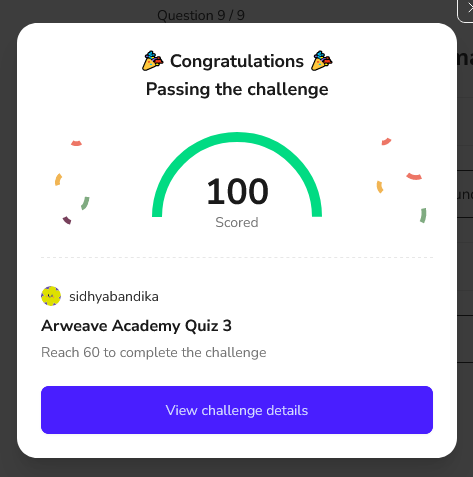 Question 9 / 9
Congratulations
Passing the challenge
100
Scored
sidhyabandika
Arweave Academy Quiz 3
Reach 60 to complete the challenge
View challenge details